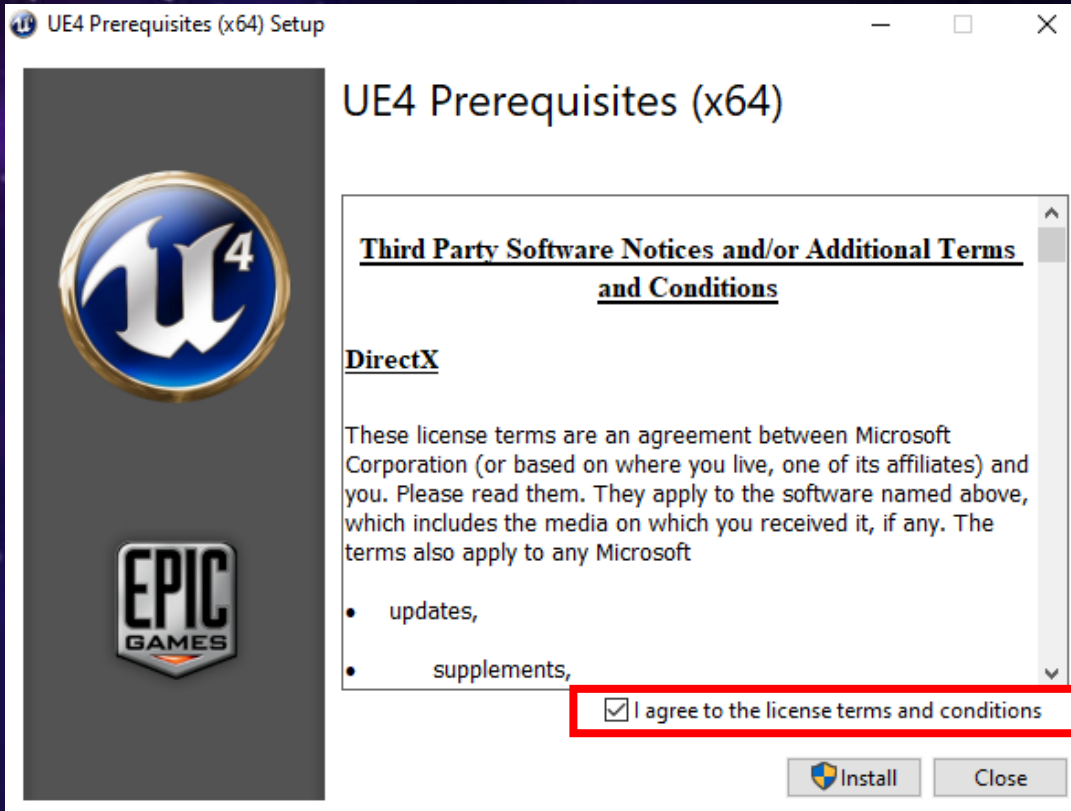 UE4 Prerequisites (x64) Setup
UE4 Prerequisites (x64)
4
Third Party Software Notices and/or Additional Terms
and Conditions
DirectX
These license terms are an agreement between Microsoft
Corporation (or based on where you live, one of its affiliates) and
you. Please read them. They apply to the software named above,
which includes the media on which you received it, if any. The
terms also apply to any Microsoft
• updates,
• supplements,
EPIC
GAMES
I agree to the license terms and conditions
Install
Close